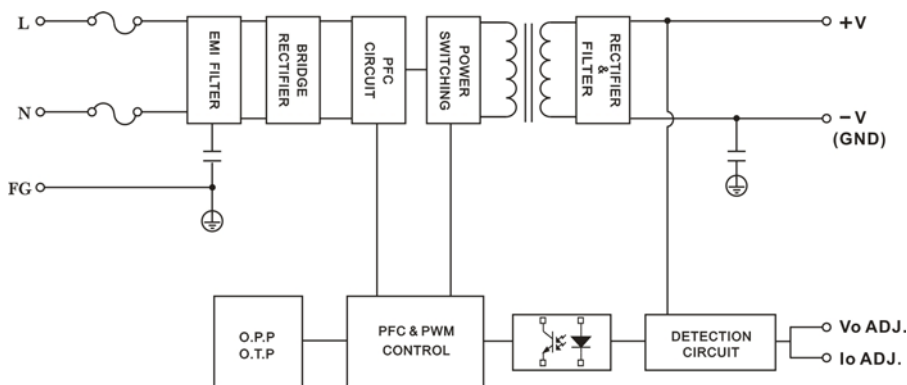 L
EMI FILTER
BRIDGE
RECTIFIER
PFC
CIRCUIT
POWER
SWITCHING
RECTIFIER
&
FILTER
+V
N
−V
(GND)
FG
O.P.P
O.T.P
PFC & PWM
CONTROL
DETECTION
CIRCUIT
Vo ADJ.
Io ADJ.